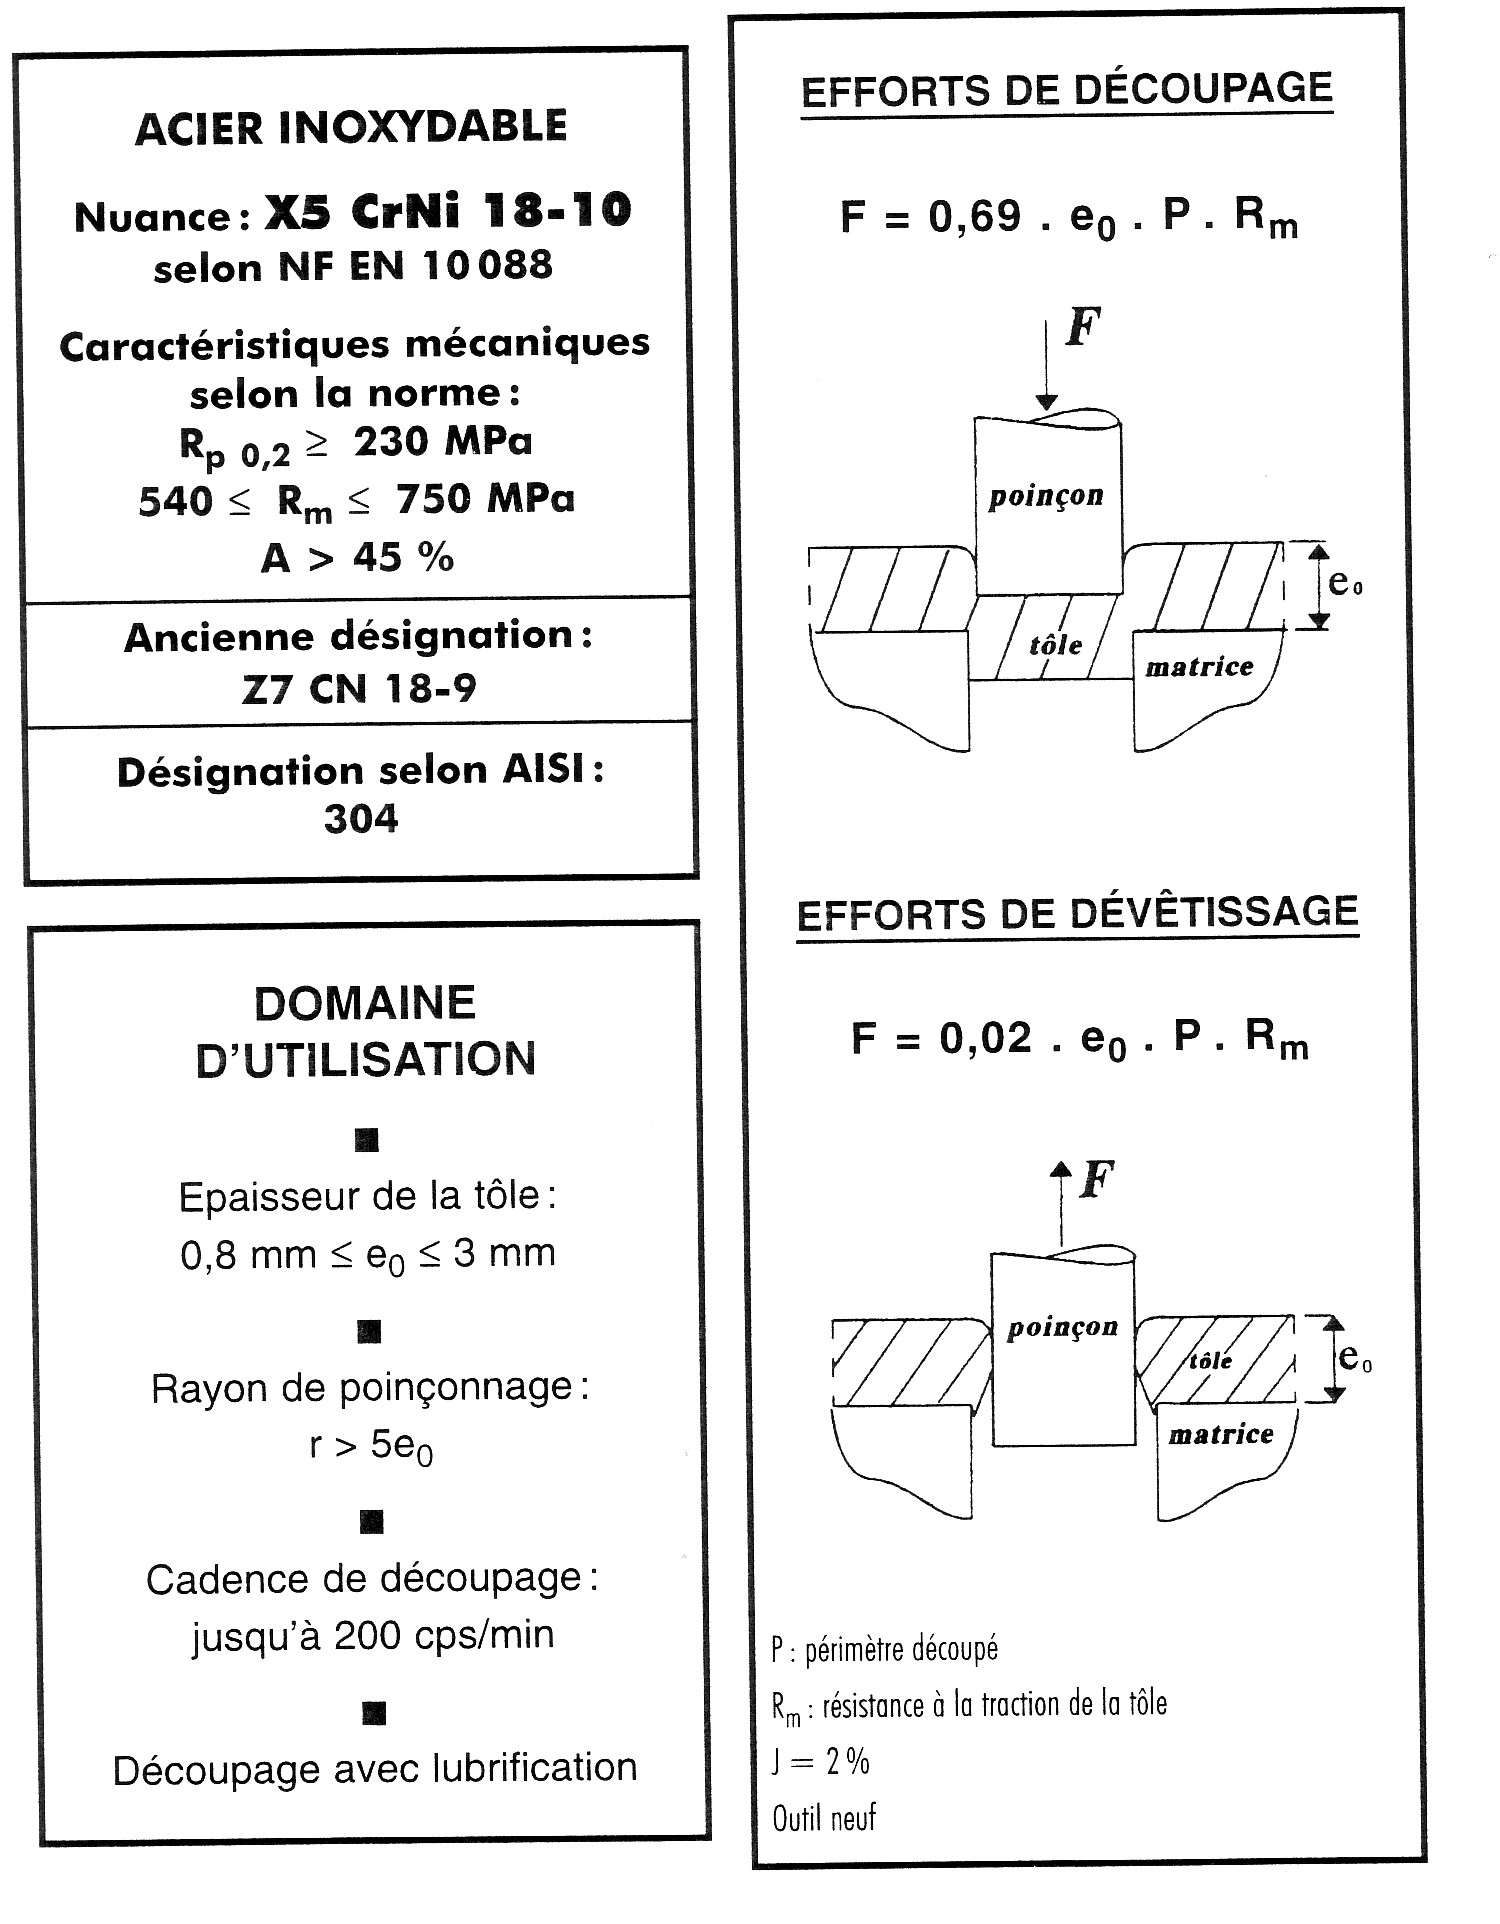 ACIER INOXYDABLE
Nuance : X5 CrNi 18-10
selon NF EN 10088
Caractéristiques mécaniques
selon la norme :
Rp 0,2 ≥ 230 MPa
540 ≤ Rm ≤ 750 MPa
A > 45 %
Ancienne désignation :
Z7 CN 18-9
Désignation selon AISI :
304
DOMAINE
D'UTILISATION
Epaisseur de la tôle :
0,8 mm ≤ e0 ≤ 3 mm
Rayon de poinçonnage :
r > 5e0
Cadence de découpage :
jusqu'à 200 cps/min
Découpage avec lubrification
EFFORTS DE DÉCOUPAGE
F = 0,69 . e0 . P . Rm
F
poinçon
e0
tôle
matrice
EFFORTS DE DÉVÊTISSAGE
F = 0,02 . e0 . P . Rm
F
poinçon
tôle
e0
matrice
P : périmètre découpé
Rm : résistance à la traction de la tôle
J = 2 %
Outil neuf